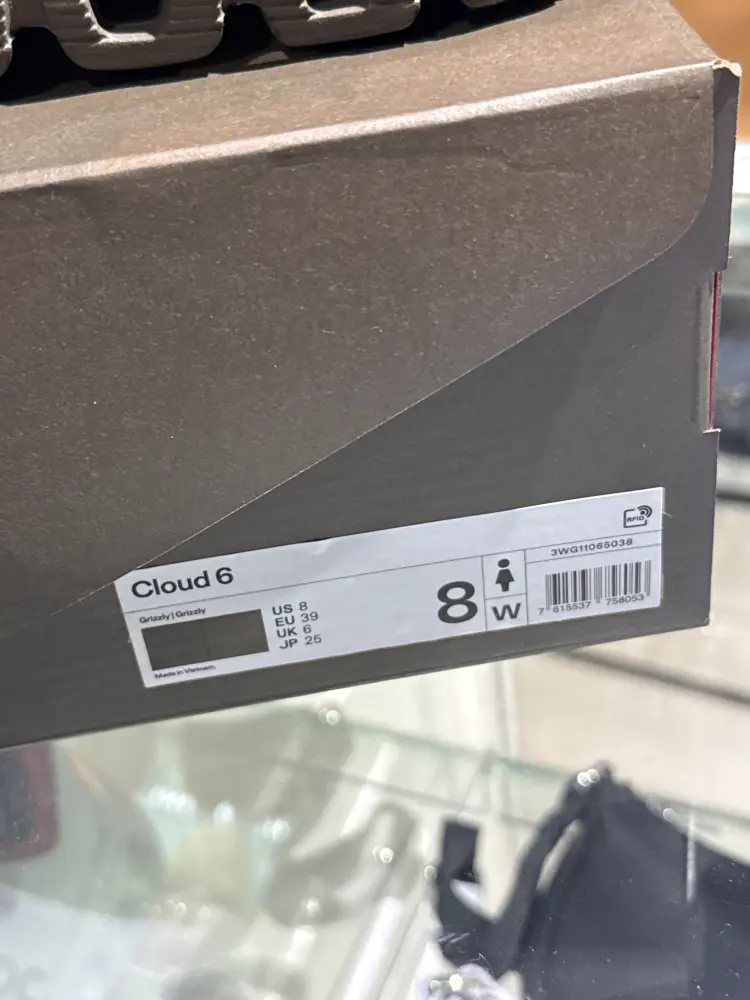 RFID
Cloud 6
3WG11065038
Grizzly | Grizzly
US 8
EU 39
UK 6
JP 25
8
W
7 615537 758053
Made in Vietnam